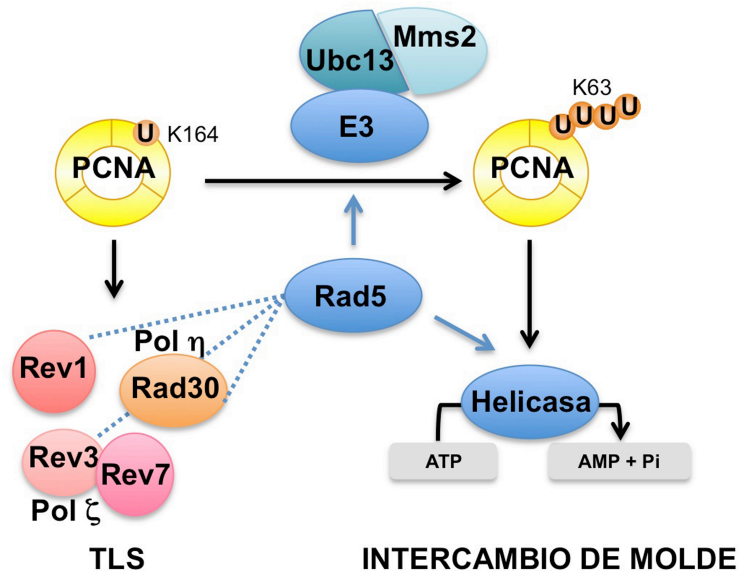 Mms2
Ubc13
K63
U U U U
E3
U
K164
PCNA
PCNA
Rad5
Pol η
Rev1
Rad30
Helicasa
Rev3
Rev7
ATP
AMP + Pi
Pol ζ
TLS
INTERCAMBIO DE MOLDE